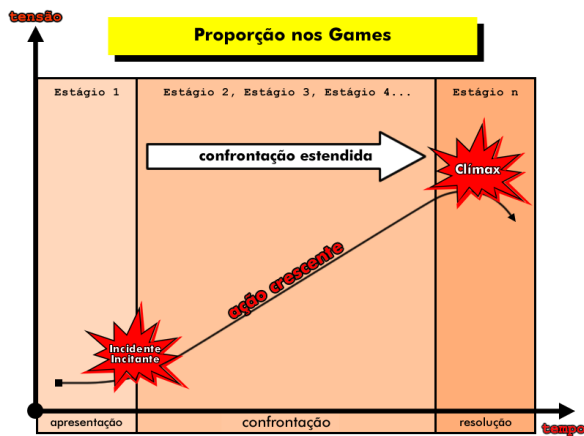 tensão
Proporção nos Games
Estágio 1
Estágio 2, Estágio 3, Estágio 4...
Estágio n
confrontação estendida
Clímax
ação crescente
Incidente
Incitante
apresentação
confrontação
resolução
tempo